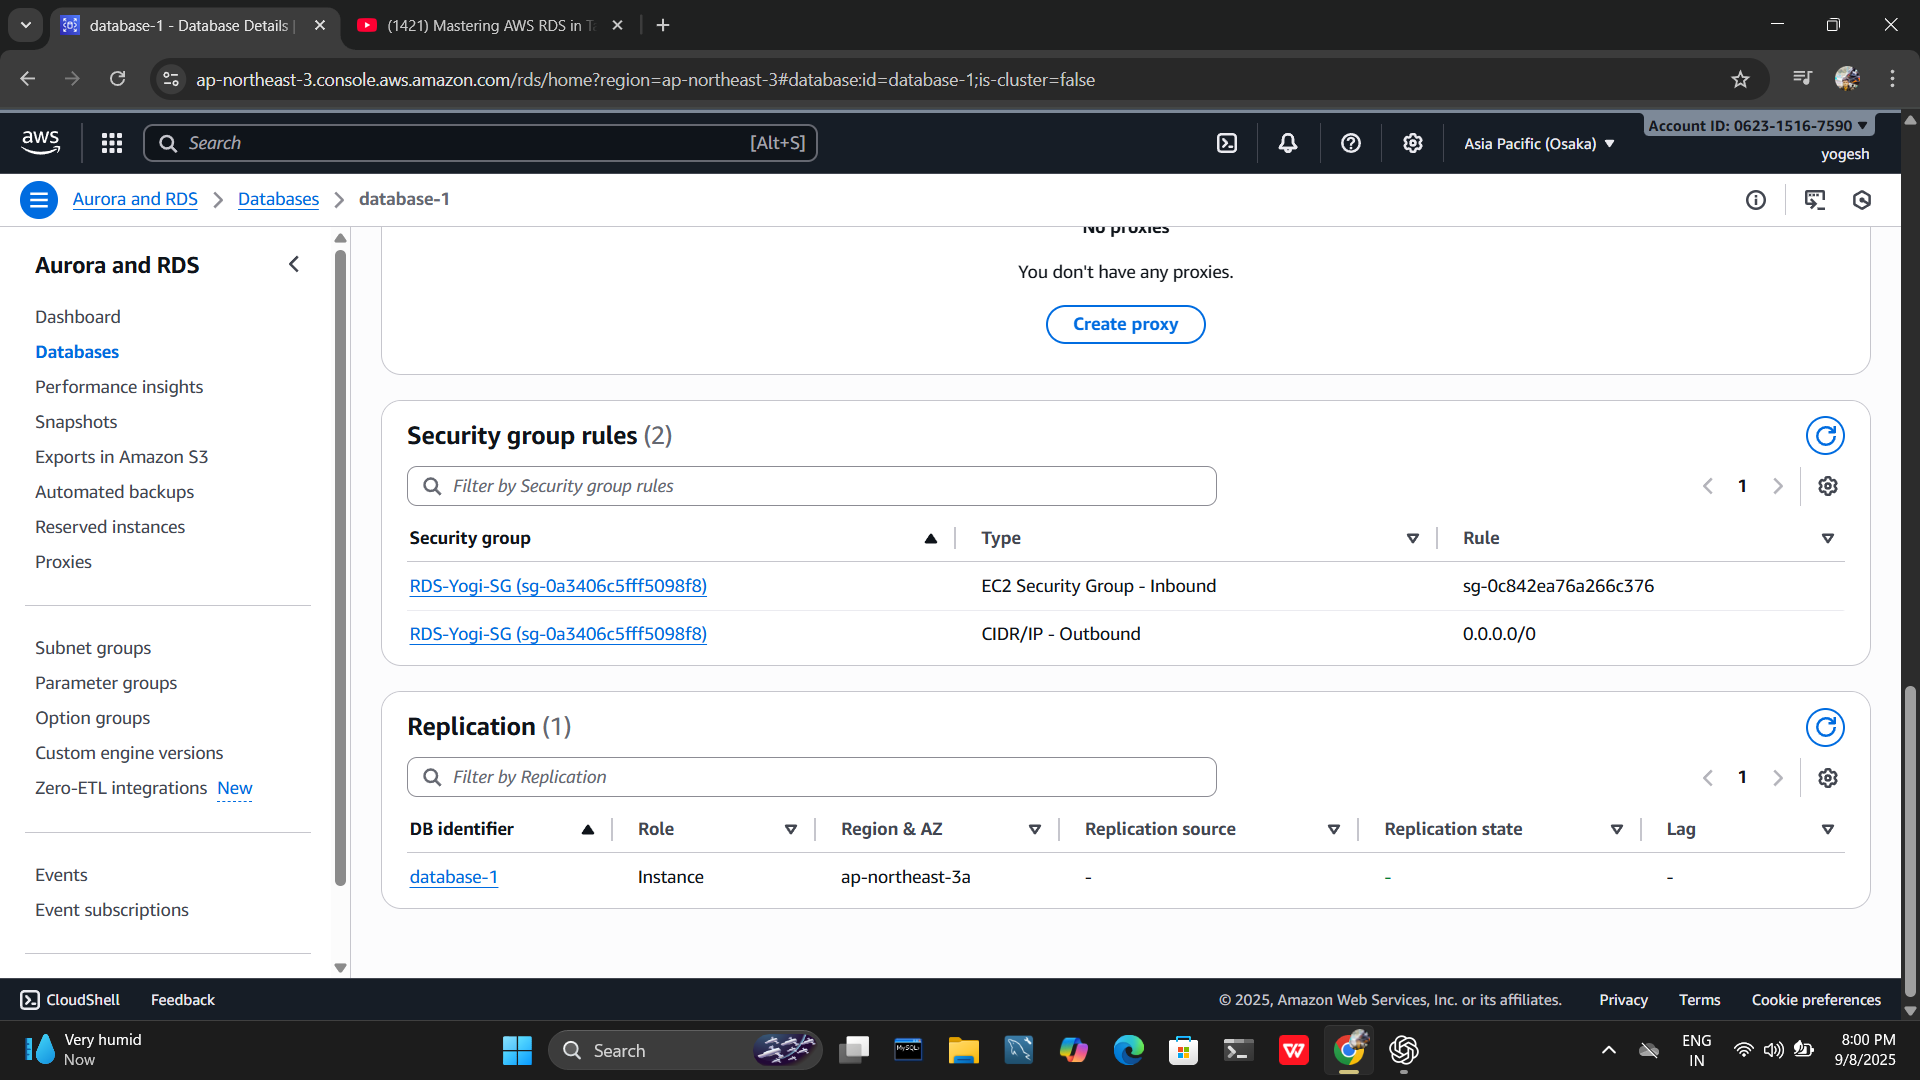 database-1 - Database Details |
(1421) Mastering AWS RDS in Ta
ap-northeast-3.console.aws.amazon.com/rds/home?region=ap-northeast-3#database:id=database-1;is-cluster=false
aws
Search
[Alt+S]
Asia Pacific (Osaka)
Account ID: 0623-1516-7590
yogesh
Aurora and RDS
Databases
database-1
Aurora and RDS
Dashboard
Databases
Performance insights
Snapshots
Exports in Amazon S3
Automated backups
Reserved instances
Proxies
Subnet groups
Parameter groups
Option groups
Custom engine versions
Zero-ETL integrations New
Events
Event subscriptions
No proxies
You don't have any proxies.
Create proxy
Security group rules (2)
Filter by Security group rules
1
Security group Type Rule
RDS-Yogi-SG (sg-0a3406c5fff5098f8) EC2 Security Group - Inbound sg-0c842ea76a266c376
RDS-Yogi-SG (sg-0a3406c5fff5098f8) CIDR/IP - Outbound 0.0.0.0/0
Replication (1)
Filter by Replication
1
DB identifier Role Region & AZ Replication source Replication state Lag
database-1 Instance ap-northeast-3a - - -
CloudShell Feedback © 2025, Amazon Web Services, Inc. or its affiliates. Privacy Terms Cookie preferences
Very humid
Now
Search
MySQL
ENG
IN
8:00 PM
9/8/2025